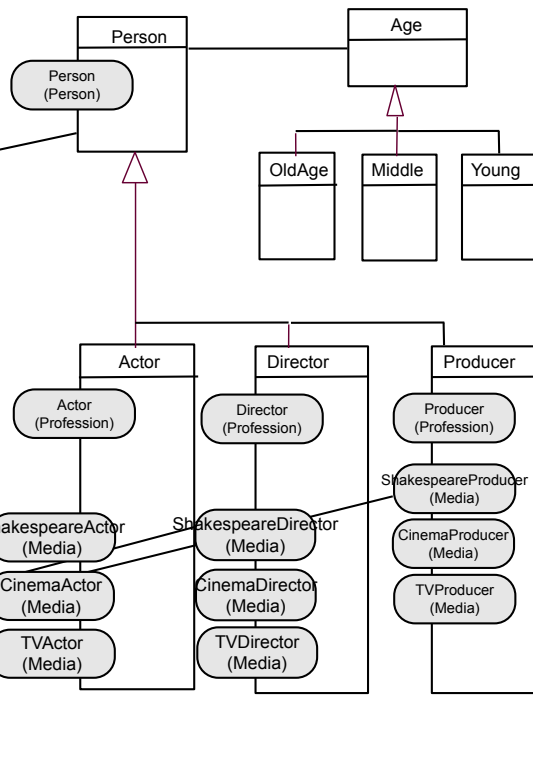 Person
Age
Person
(Person)
OldAge
Middle
Young
Actor
Director
Producer
Actor
(Profession)
Director
(Profession)
Producer
(Profession)
akespeareActor
(Media)
ShakespeareDirector
(Media)
ShakespeareProducer
(Media)
CinemaActor
(Media)
CinemaDirector
(Media)
CinemaProducer
(Media)
TVActor
(Media)
TVDirector
(Media)
TVProducer
(Media)